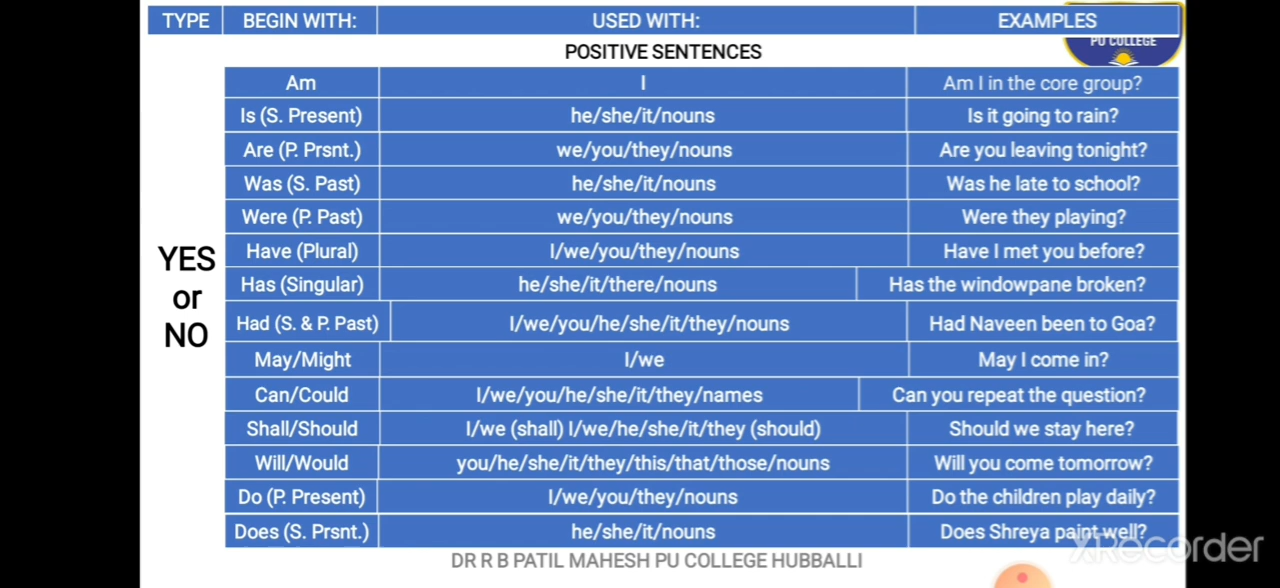 TYPE BEGIN WITH: USED WITH: EXAMPLES
PU COLLEGE
POSITIVE SENTENCES
Am I Am I in the core group?
Is (S. Present) he/she/it/nouns Is it going to rain?
Are (P. Prsnt.) we/you/they/nouns Are you leaving tonight?
Was (S. Past) he/she/it/nouns Was he late to school?
Were (P. Past) we/you/they/nouns Were they playing?
Have (Plural) I/we/you/they/nouns Have I met you before?
YES
or
NO
Has (Singular) he/she/it/there/nouns Has the windowpane broken?
Had (S. & P. Past) I/we/you/he/she/it/they/nouns Had Naveen been to Goa?
May/Might I/we May I come in?
Can/Could I/we/you/he/she/it/they/names Can you repeat the question?
Shall/Should I/we (shall) I/we/he/she/it/they (should) Should we stay here?
Will/Would you/he/she/it/they/this/that/those/nouns Will you come tomorrow?
Do (P. Present) I/we/you/they/nouns Do the children play daily?
Does (S. Prsnt.) he/she/it/nouns Does Shreya paint well?
XRecorder
DR R B PATIL MAHESH PU COLLEGE HUBBALLI